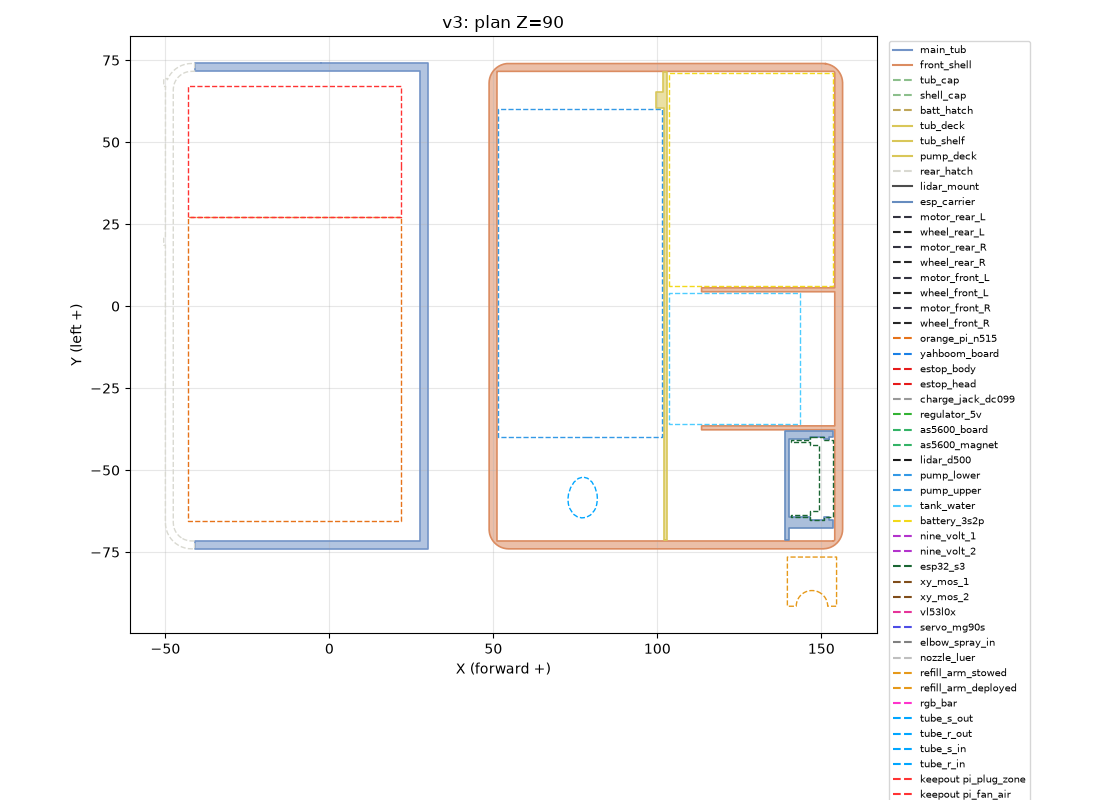 v3: plan Z=90
75
50
25
0
−25
−50
−75
Y (left +)
−50
0
50
100
150
X (forward +)
main_tub
front_shell
tub_cap
shell_cap
batt_hatch
tub_deck
tub_shelf
pump_deck
rear_hatch
lidar_mount
esp_carrier
motor_rear_L
wheel_rear_L
motor_rear_R
wheel_rear_R
motor_front_L
wheel_front_L
motor_front_R
wheel_front_R
orange_pi_n515
yahboom_board
estop_body
estop_head
charge_jack_dc099
regulator_5v
as5600_board
as5600_magnet
lidar_d500
pump_lower
pump_upper
tank_water
battery_3s2p
nine_volt_1
nine_volt_2
esp32_s3
xy_mos_1
xy_mos_2
vl53l0x
servo_mg90s
elbow_spray_in
nozzle_luer
refill_arm_stowed
refill_arm_deployed
rgb_bar
tube_s_out
tube_r_out
tube_s_in
tube_r_in
keepout pi_plug_zone
keepout pi_fan_air